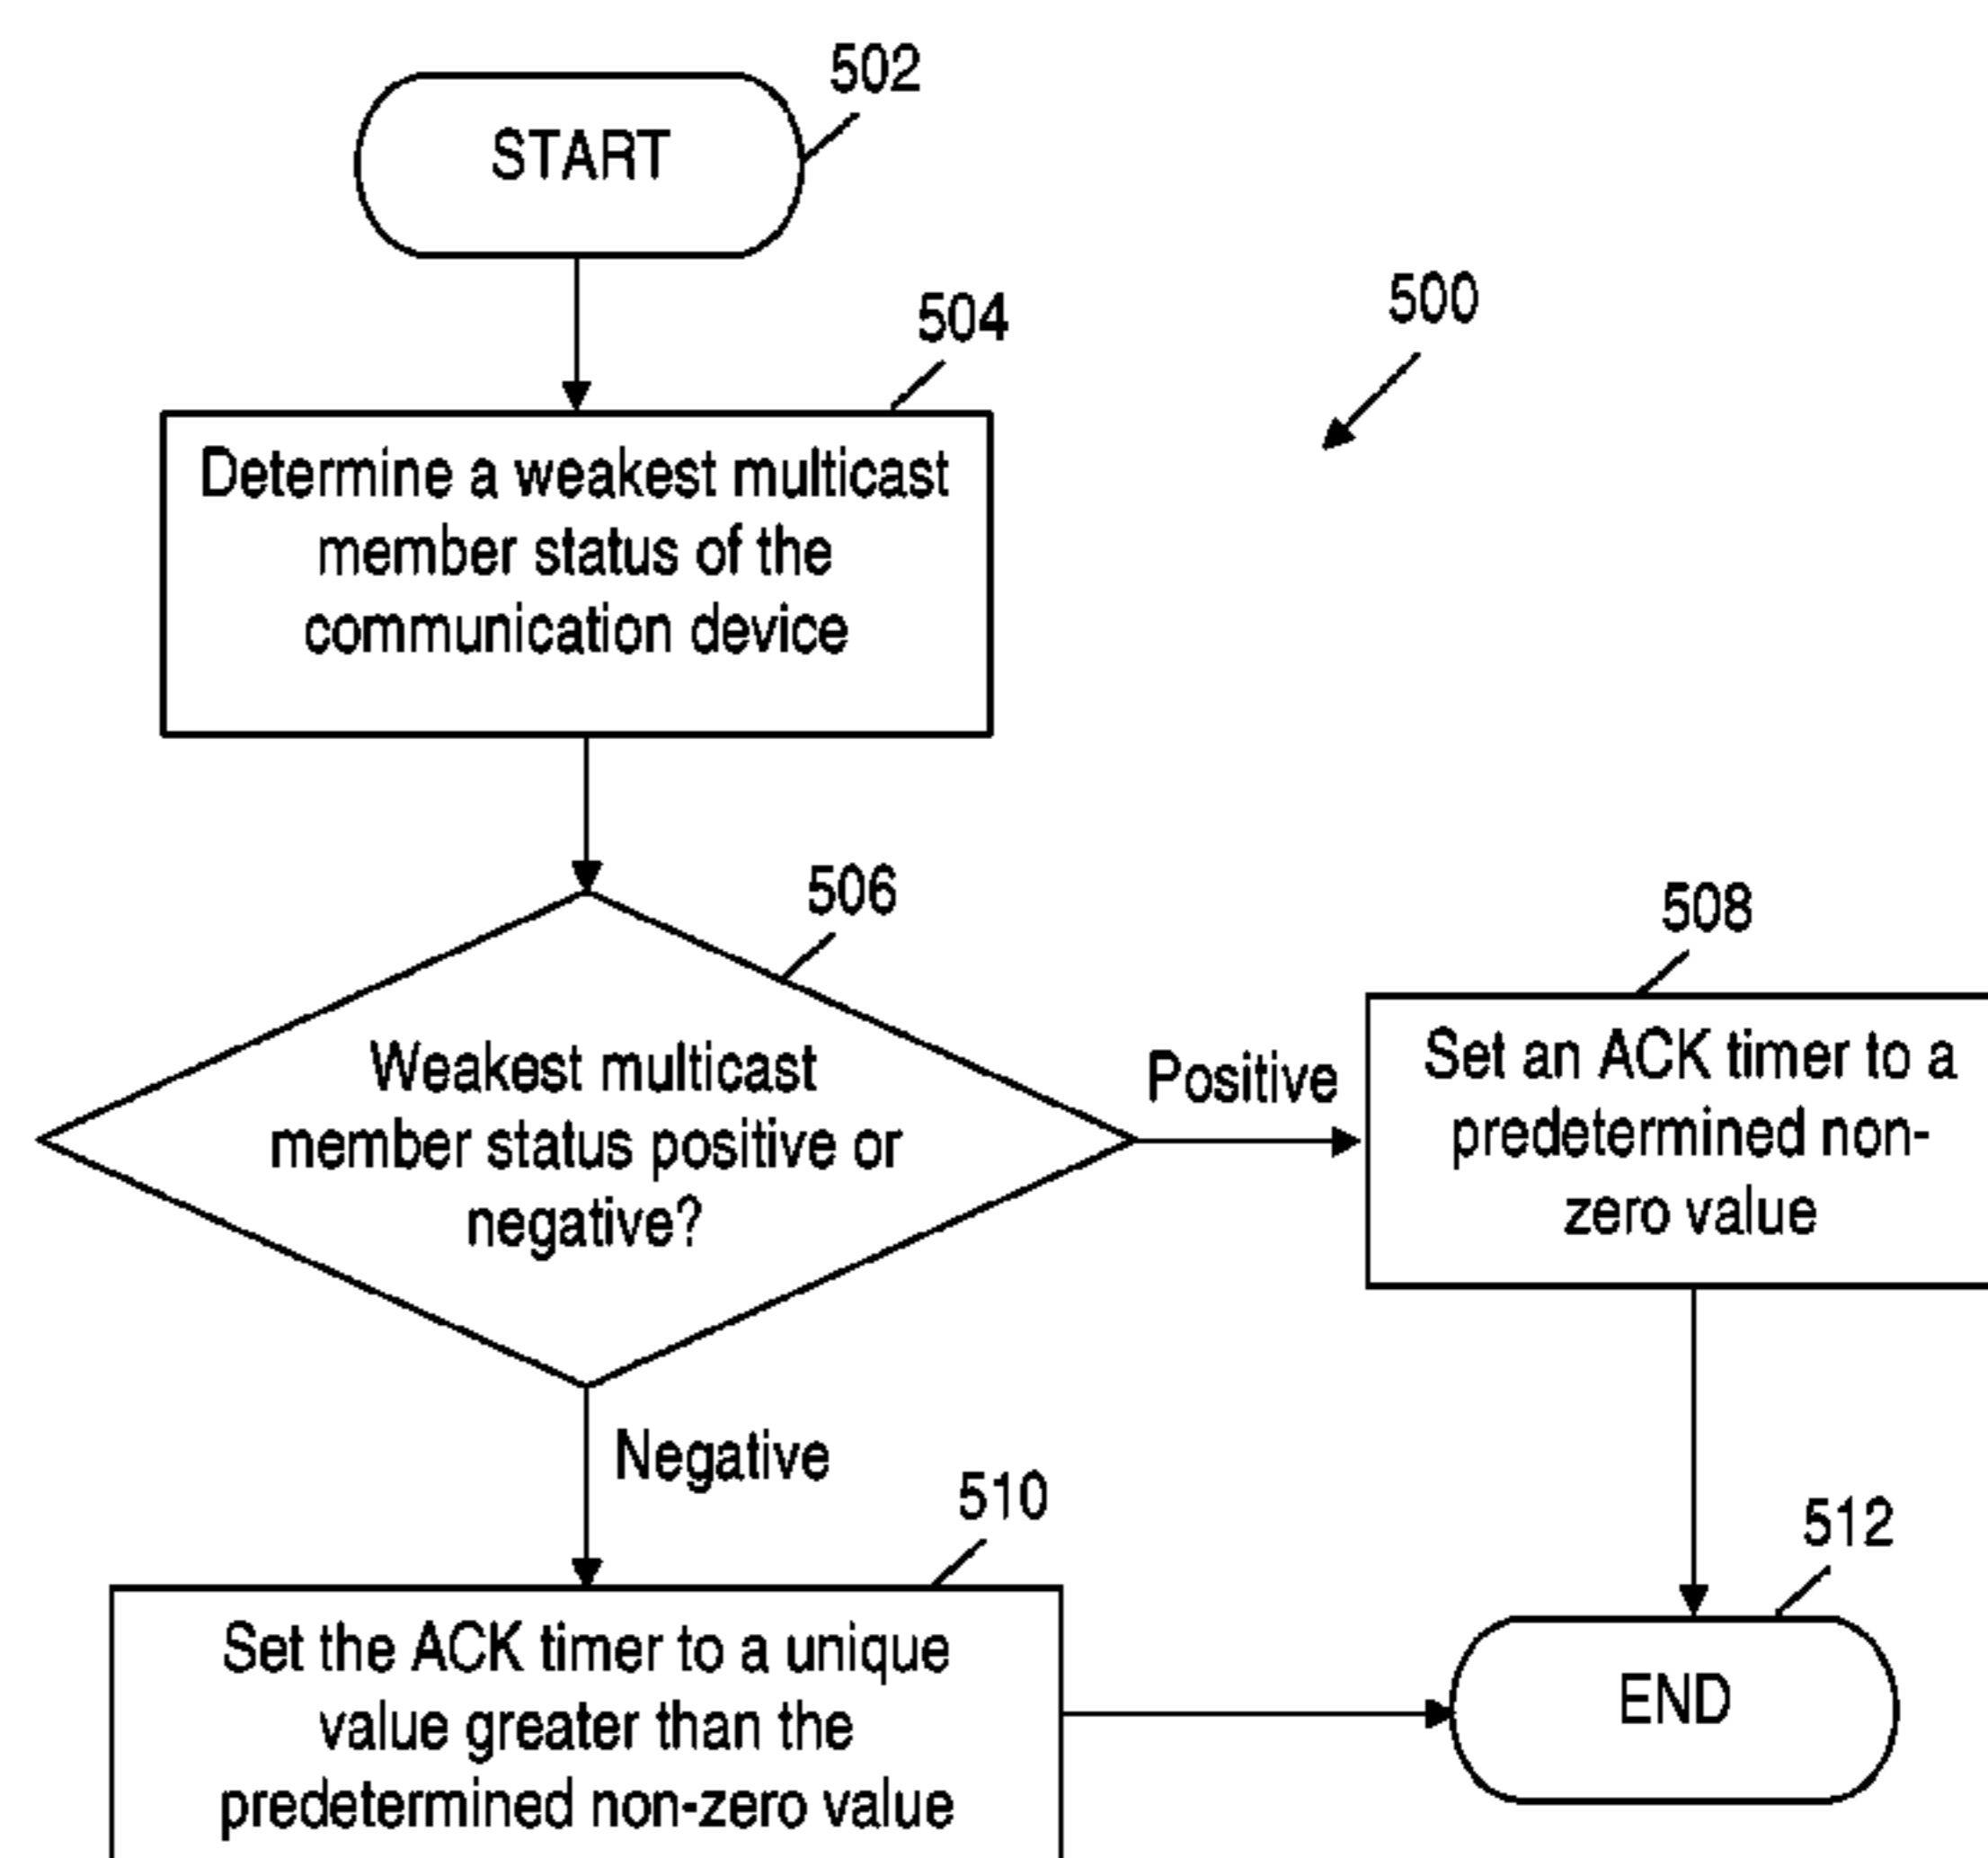 502
START
504
500
Determine a weakest multicast
member status of the
communication device
506
508
Weakest multicast
member status positive or
negative?
Positive
Set an ACK timer to a
predetermined non-
zero value
Negative
510
512
Set the ACK timer to a unique
value greater than the
predetermined non-zero value
END